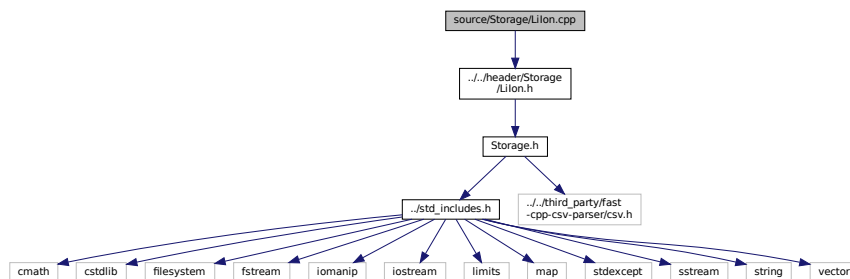 source/Storage/LiIon.cpp
../../header/Storage
/LiIon.h
Storage.h
../std_includes.h
../../third_party/fast
-cpp-csv-parser/csv.h
cmath
cstdlib
filesystem
fstream
iomanip
iostream
limits
map
stdexcept
sstream
string
vector